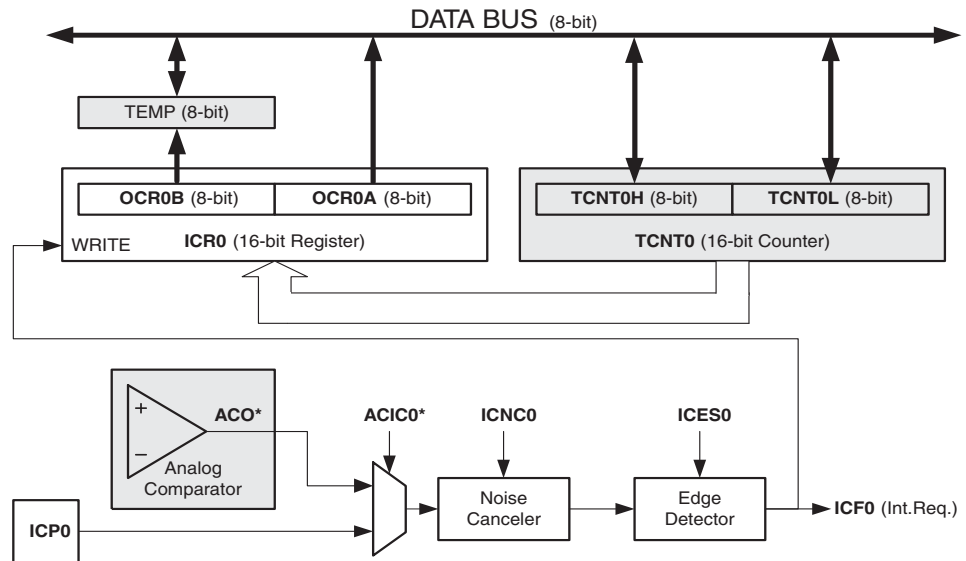 DATA BUS (8-bit)
TEMP (8-bit)
OCR0B (8-bit) OCR0A (8-bit) TCNT0H (8-bit) TCNT0L (8-bit)
WRITE ICR0 (16-bit Register) TCNT0 (16-bit Counter)
+ ACO* ACIC0* ICNC0 ICES0
−
Analog
Comparator
Noise
Canceler
Edge
Detector
ICF0 (Int.Req.)
ICP0